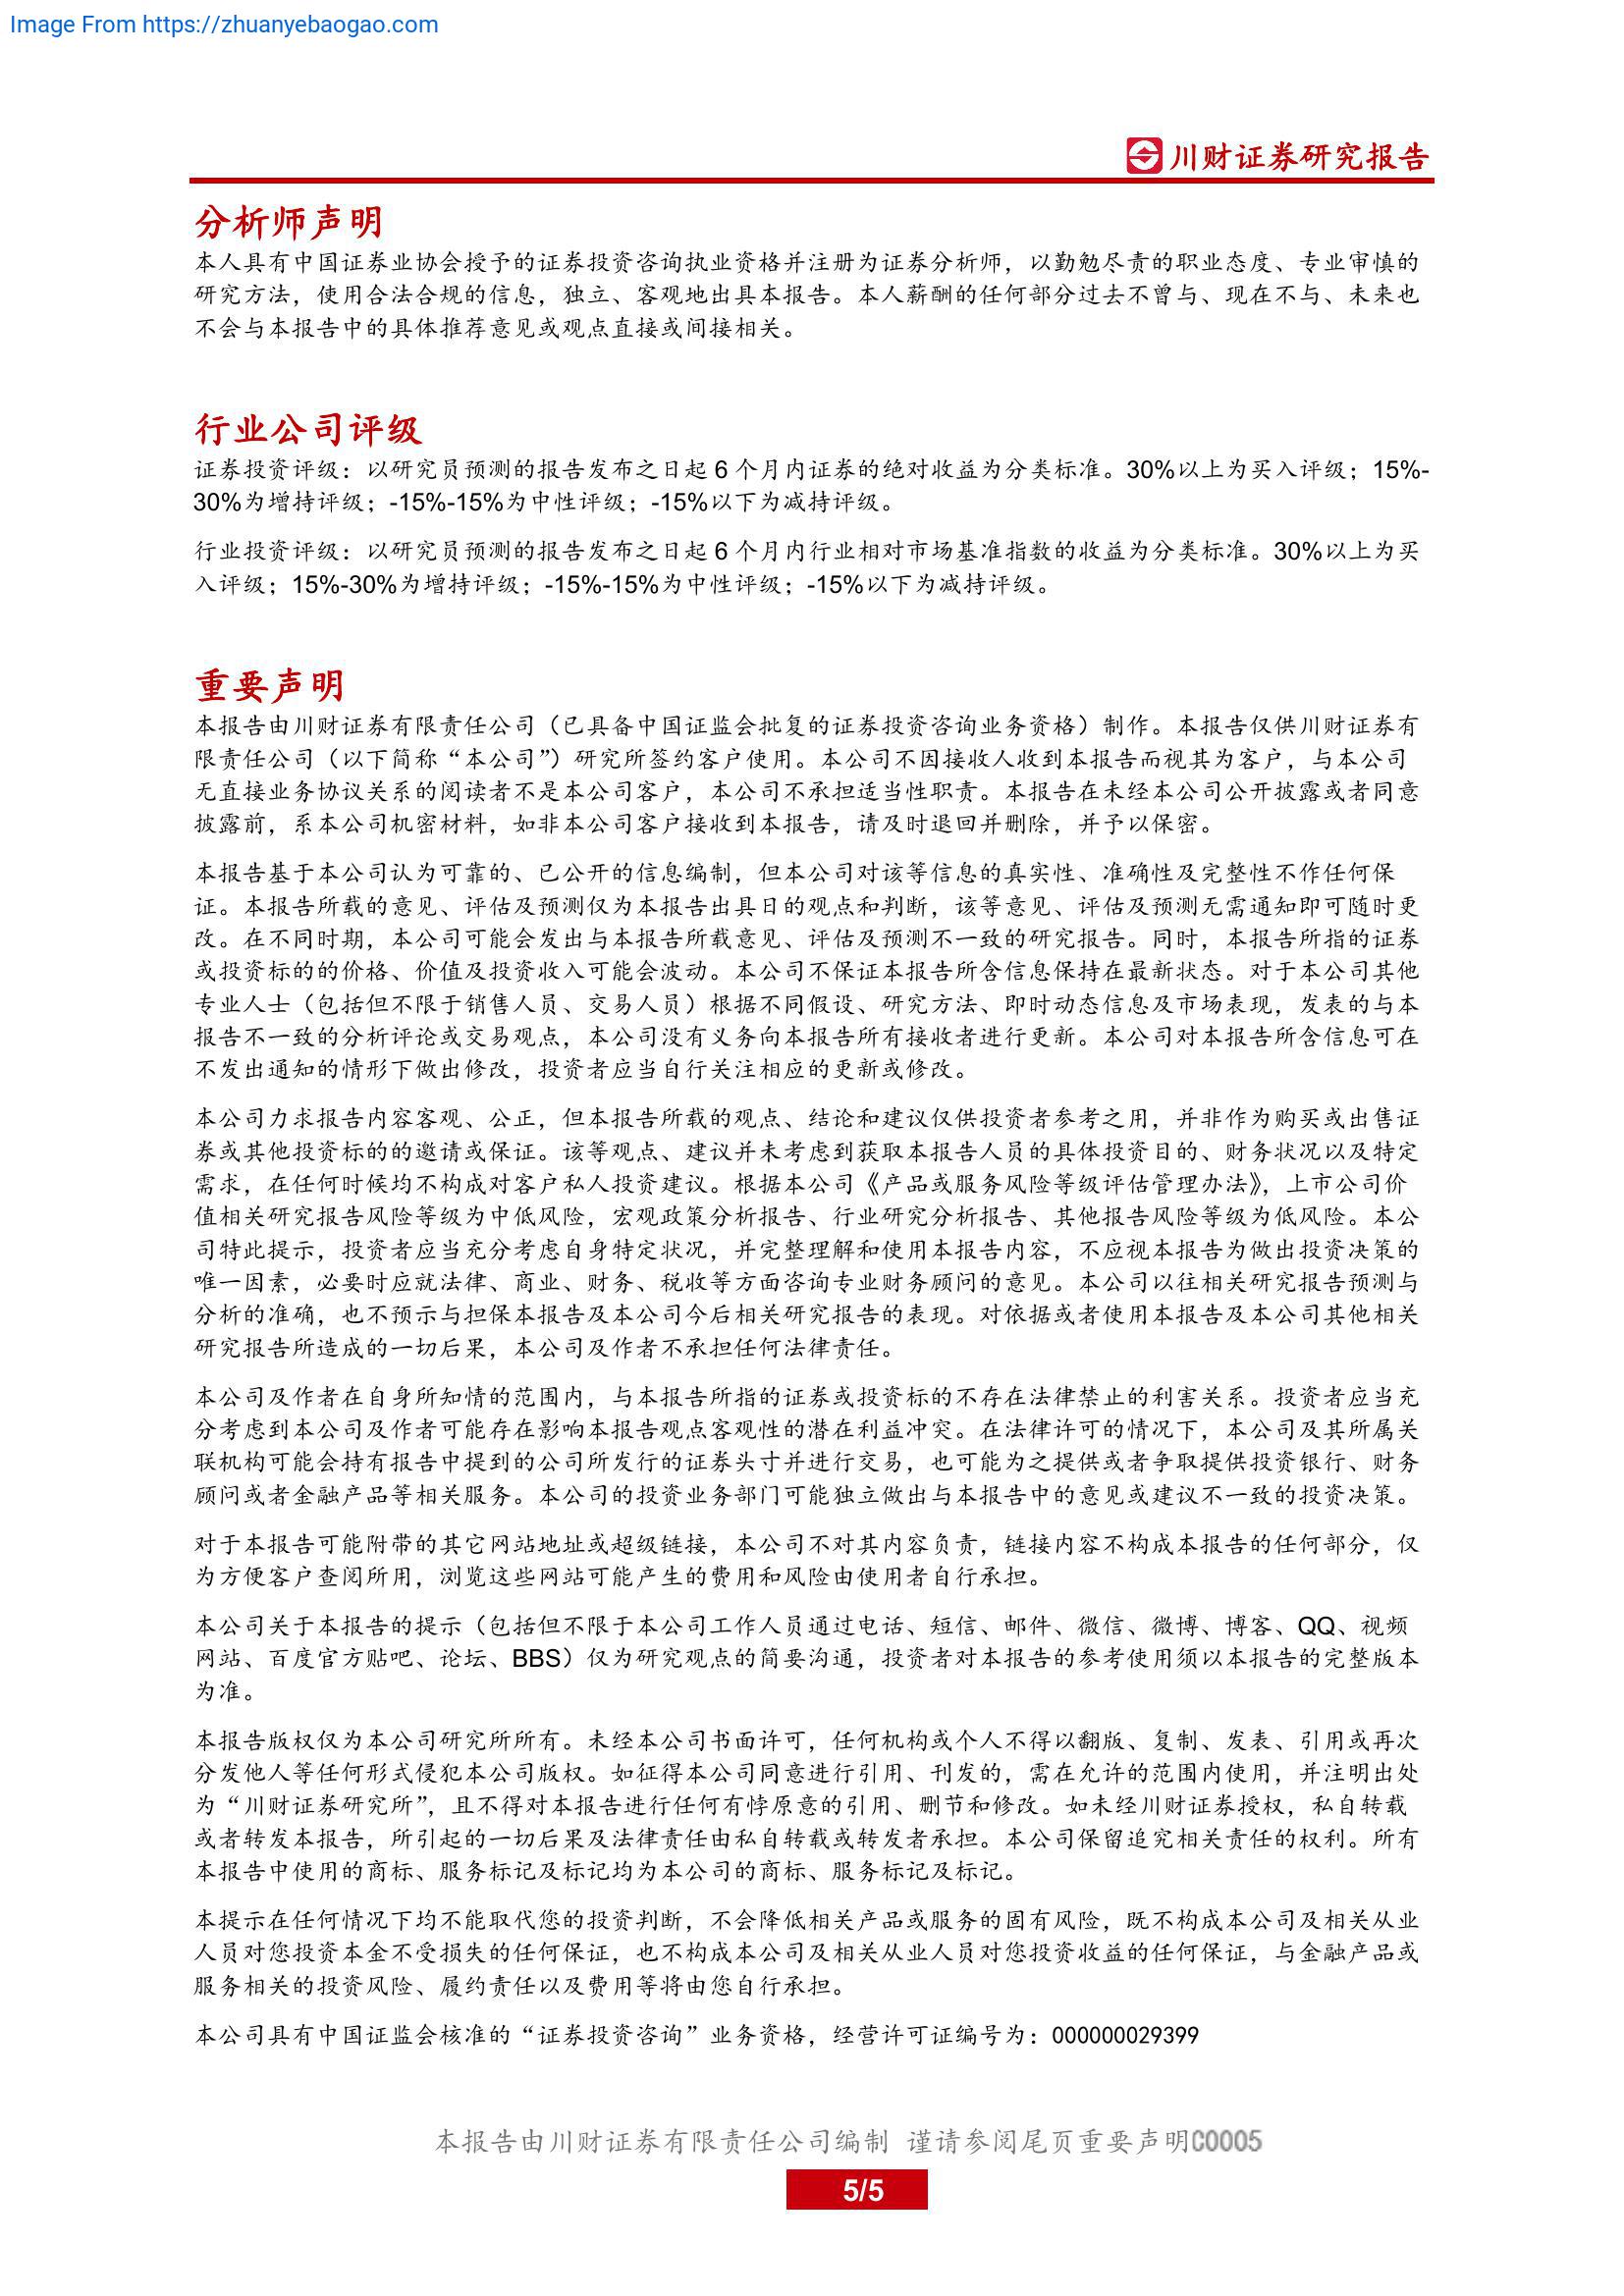 Image From https://zhuanyebaogao.com
川财证券研究报告
分析师声明
本人具有中国证券业协会授予的证券投资咨询执业资格并注册为证券分析师，以勤勉尽责的职业态度、专业审慎的
研究方法，使用合法合规的信息，独立、客观地出具本报告。本人薪酬的任何部分过去不曾与、现在不与、未来也
不会与本报告中的具体推荐意见或观点直接或间接相关。
行业公司评级
证券投资评级：以研究员预测的报告发布之日起 6 个月内证券的绝对收益为分类标准。30%以上为买入评级；15%-
30%为增持评级；-15%-15%为中性评级；-15%以下为减持评级。
行业投资评级：以研究员预测的报告发布之日起 6 个月内行业相对市场基准指数的收益为分类标准。30%以上为买
入评级；15%-30%为增持评级；-15%-15%为中性评级；-15%以下为减持评级。
重要声明
本报告由川财证券有限责任公司（已具备中国证监会批复的证券投资咨询业务资格）制作。本报告仅供川财证券有
限责任公司（以下简称“本公司”）研究所签约客户使用。本公司不因接收人收到本报告而视其为客户，与本公司
无直接业务协议关系的阅读者不是本公司客户，本公司不承担适当性职责。本报告在未经本公司公开披露或者同意
披露前，系本公司机密材料，如非本公司客户接收到本报告，请及时退回并删除，并予以保密。
本报告基于本公司认为可靠的、已公开的信息编制，但本公司对该等信息的真实性、准确性及完整性不作任何保
证。本报告所载的意见、评估及预测仅为本报告出具日的观点和判断，该等意见、评估及预测无需通知即可随时更
改。在不同时期，本公司可能会发出与本报告所载意见、评估及预测不一致的研究报告。同时，本报告所指的证券
或投资标的的价格、价值及投资收入可能会波动。本公司不保证本报告所含信息保持在最新状态。对于本公司其他
专业人士（包括但不限于销售人员、交易人员）根据不同假设、研究方法、即时动态信息及市场表现，发表的与本
报告不一致的分析评论或交易观点，本公司没有义务向本报告所有接收者进行更新。本公司对本报告所含信息可在
不发出通知的情形下做出修改，投资者应当自行关注相应的更新或修改。
本公司力求报告内容客观、公正，但本报告所载的观点、结论和建议仅供投资者参考之用，并非作为购买或出售证
券或其他投资标的的邀请或保证。该等观点、建议并未考虑到获取本报告人员的具体投资目的、财务状况以及特定
需求，在任何时候均不构成对客户私人投资建议。根据本公司《产品或服务风险等级评估管理办法》，上市公司价
值相关研究报告风险等级为中低风险，宏观政策分析报告、行业研究分析报告、其他报告风险等级为低风险。本公
司特此提示，投资者应当充分考虑自身特定状况，并完整理解和使用本报告内容，不应视本报告为做出投资决策的
唯一因素，必要时应就法律、商业、财务、税收等方面咨询专业财务顾问的意见。本公司以往相关研究报告预测与
分析的准确，也不预示与担保本报告及本公司今后相关研究报告的表现。对依据或者使用本报告及本公司其他相关
研究报告所造成的一切后果，本公司及作者不承担任何法律责任。
本公司及作者在自身所知情的范围内，与本报告所指的证券或投资标的不存在法律禁止的利害关系。投资者应当充
分考虑到本公司及作者可能存在影响本报告观点客观性的潜在利益冲突。在法律许可的情况下，本公司及其所属关
联机构可能会持有报告中提到的公司所发行的证券头寸并进行交易，也可能为之提供或者争取提供投资银行、财务
顾问或者金融产品等相关服务。本公司的投资业务部门可能独立做出与本报告中的意见或建议不一致的投资决策。
对于本报告可能附带的其它网站地址或超级链接，本公司不对其内容负责，链接内容不构成本报告的任何部分，仅
为方便客户查阅所用，浏览这些网站可能产生的费用和风险由使用者自行承担。
本公司关于本报告的提示（包括但不限于本公司工作人员通过电话、短信、邮件、微信、微博、博客、QQ、视频
网站、百度官方贴吧、论坛、BBS）仅为研究观点的简要沟通，投资者对本报告的参考使用须以本报告的完整版本
为准。
本报告版权仅为本公司研究所所有。未经本公司书面许可，任何机构或个人不得以翻版、复制、发表、引用或再次
分发他人等任何形式侵犯本公司版权。如征得本公司同意进行引用、刊发的，需在允许的范围内使用，并注明出处
为“川财证券研究所”，且不得对本报告进行任何有悖原意的引用、删节和修改。如未经川财证券授权，私自转载
或者转发本报告，所引起的一切后果及法律责任由私自转载或转发者承担。本公司保留追究相关责任的权利。所有
本报告中使用的商标、服务标记及标记均为本公司的商标、服务标记及标记。
本提示在任何情况下均不能取代您的投资判断，不会降低相关产品或服务的固有风险，既不构成本公司及相关从业
人员对您投资本金不受损失的任何保证，也不构成本公司及相关从业人员对您投资收益的任何保证，与金融产品或
服务相关的投资风险、履约责任以及费用等将由您自行承担。
本公司具有中国证监会核准的“证券投资咨询”业务资格，经营许可证编号为：000000029399
本报告由川财证券有限责任公司编制 谨请参阅尾页重要声明C0005
5/5